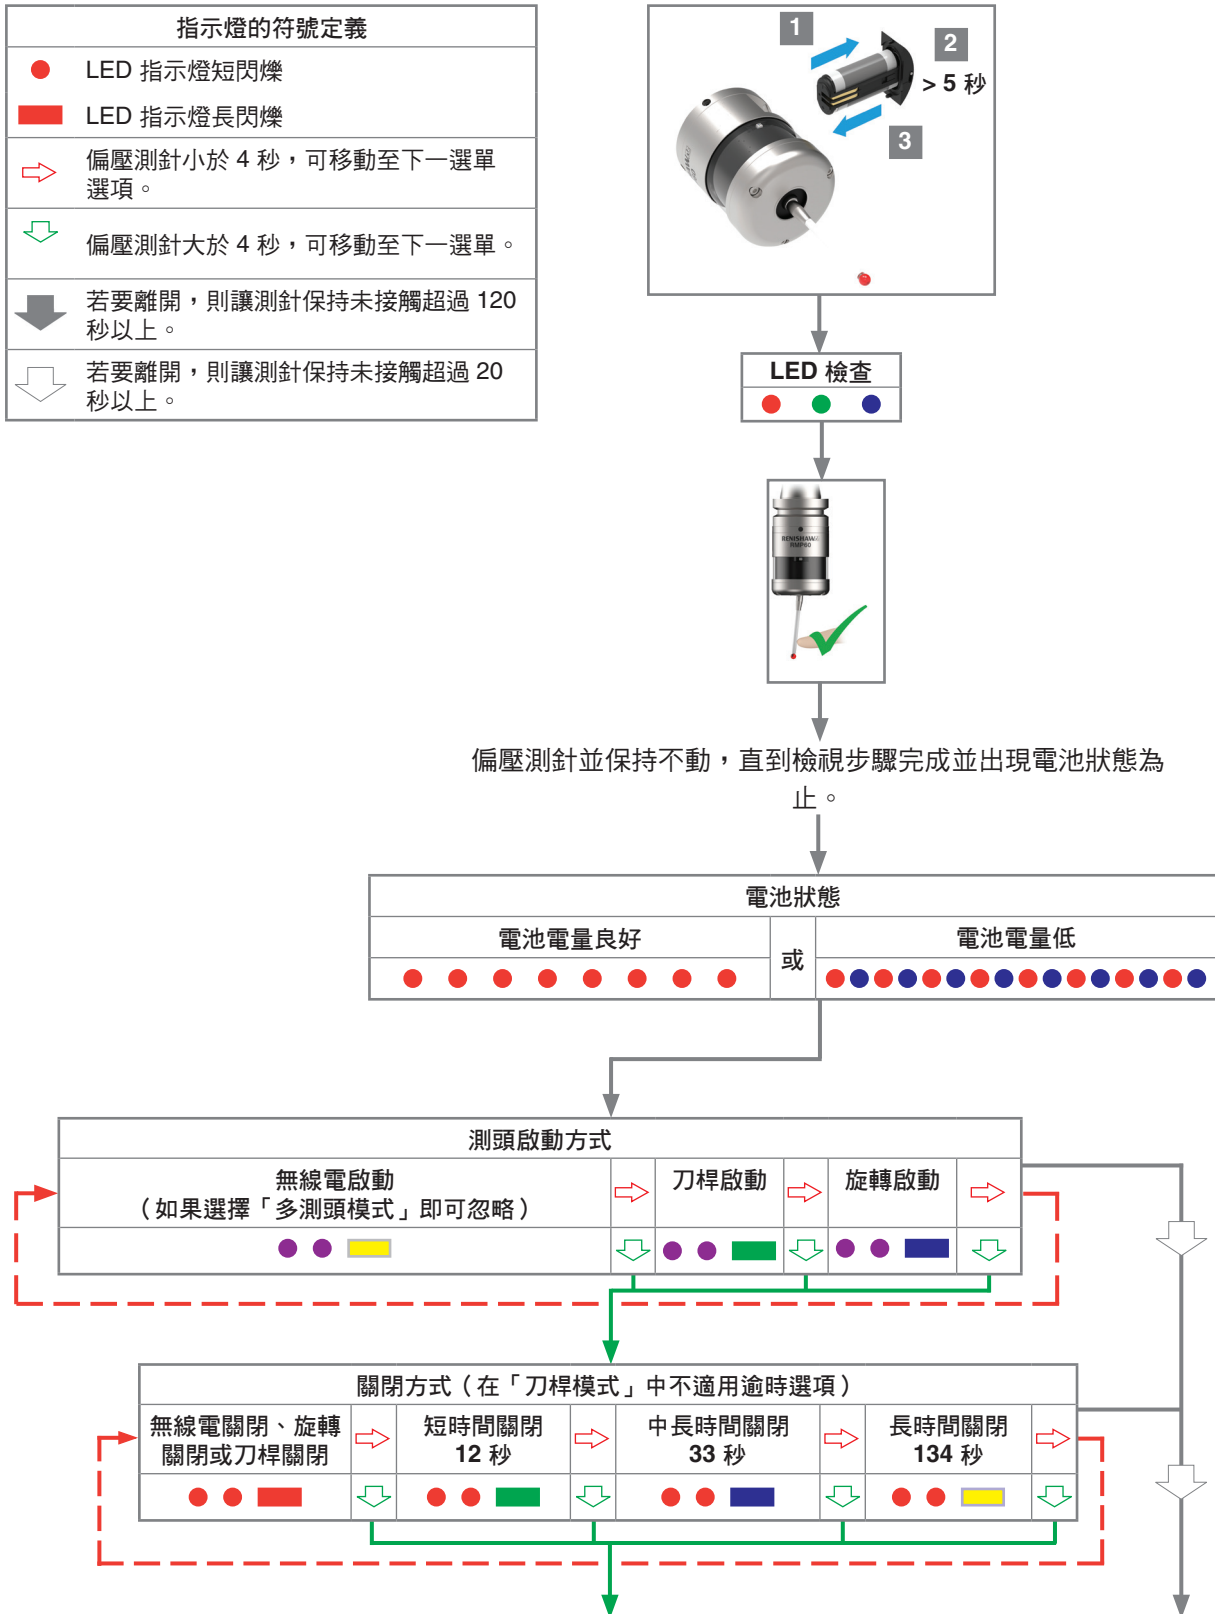 指示燈的符號定義
LED 指示燈短閃爍
LED 指示燈長閃爍
偏壓測針小於 4 秒，可移動至下一選單
選項。
偏壓測針大於 4 秒，可移動至下一選單。
若要離開，則讓測針保持未接觸超過 120
秒以上。
若要離開，則讓測針保持未接觸超過 20
秒以上。
1
2
> 5 秒
3
LED 檢查
RENISHAW
RMP60
偏壓測針並保持不動，直到檢視步驟完成並出現電池狀態為
止。
電池狀態
電池電量良好
或
電池電量低
測頭啟動方式
無線電啟動
（如果選擇「多測頭模式」即可忽略）
刀桿啟動
旋轉啟動
關閉方式（在「刀桿模式」中不適用逾時選項）
無線電關閉、旋轉
關閉或刀桿關閉
短時間關閉
12 秒
中長時間關閉
33 秒
長時間關閉
134 秒